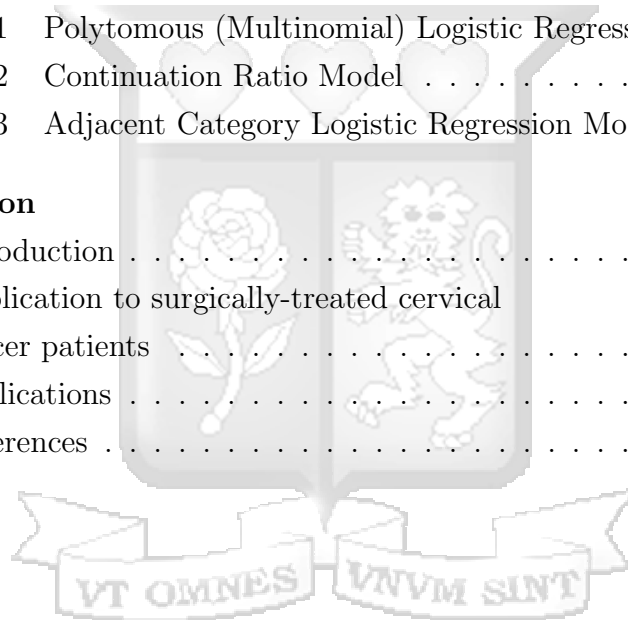 1 Polytomous (Multinomial) Logistic Regress
2 Continuation Ratio Model . . . . . . . . .
3 Adjacent Category Logistic Regression Mo
on
oduction . . . . . . . . . . . . . . . . . . .
plication to surgically-treated cervical
cer patients . . . . . . . . . . . . . . . . .
plications . . . . . . . . . . . . . . . . . . .
erences . . . . . . . . . . . . . . . . . . . .
VT OMNES VNVM SINT